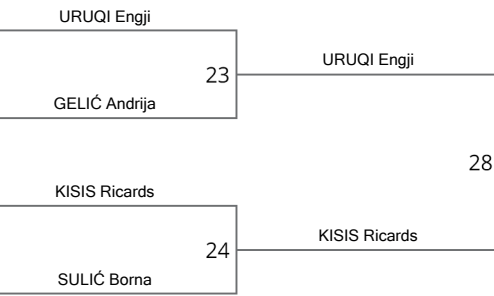 URUQI Engji
23
URUQI Engji
GELIĆ Andrija
28
KISIS Ricards
24
KISIS Ricards
SULIĆ Borna